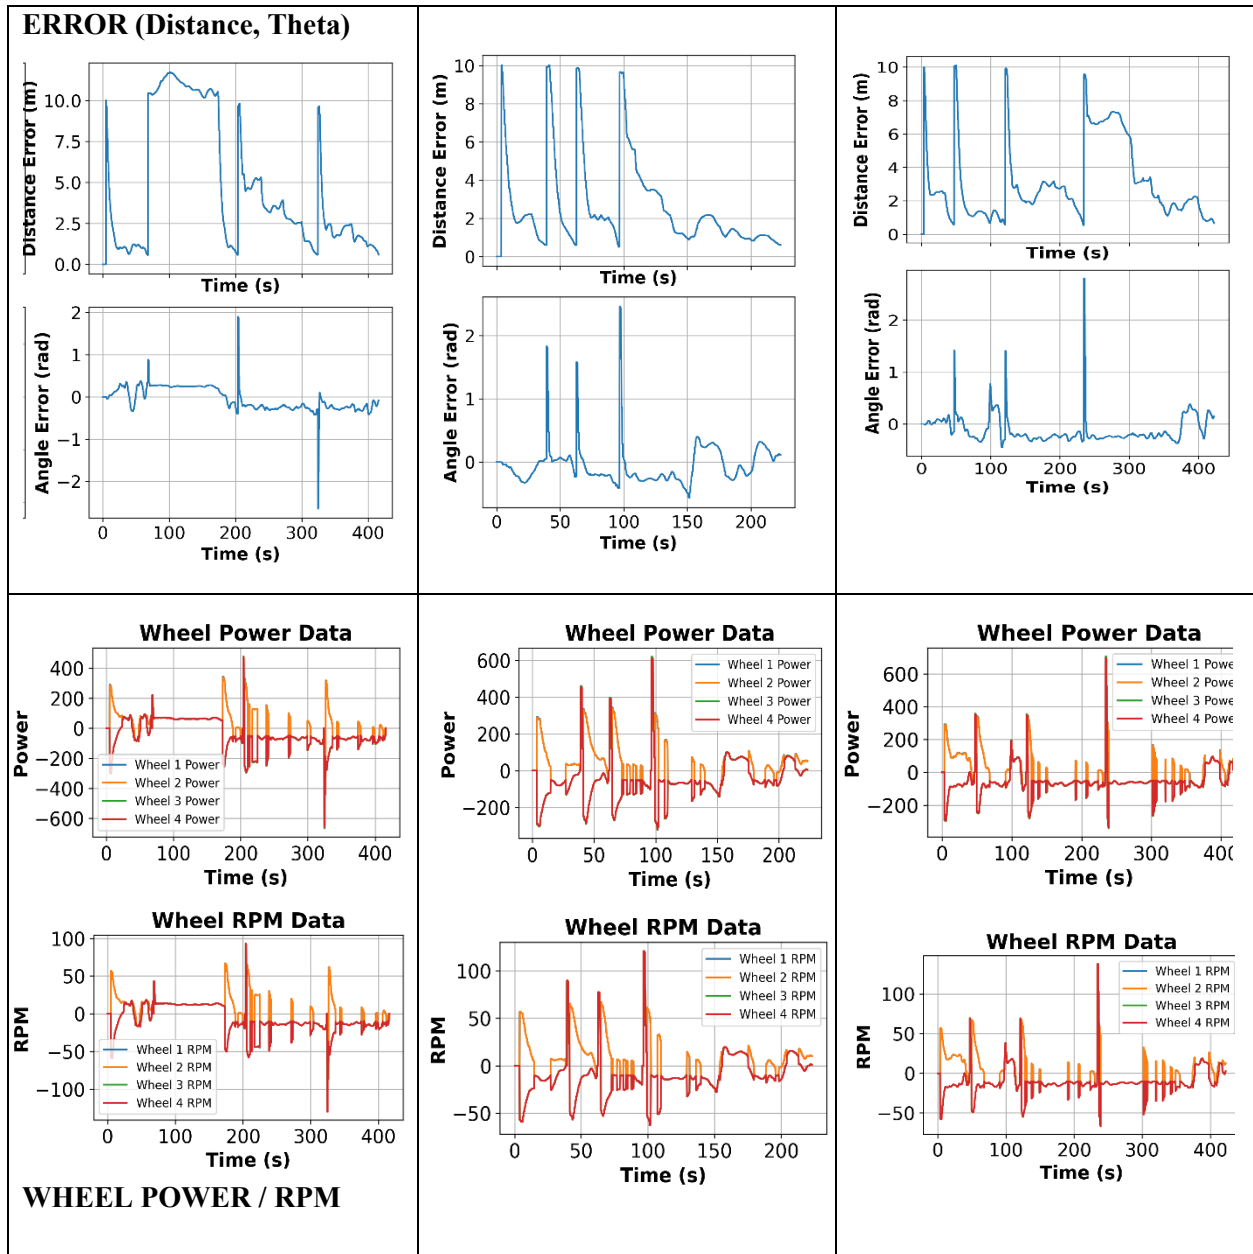 ERROR (Distance, Theta)
Distance Error (m)
10.0
7.5
5.0
2.5
0.0
Time (s)
Angle Error (rad)
2
1
0
−1
−2
0 100 200 300 400
Time (s)
Distance Error (m)
10
8
6
4
2
0
Time (s)
Angle Error (rad)
2
1
0
0 50 100 150 200
Time (s)
Distance Error (m)
10
8
6
4
2
0
Time (s)
Angle Error (rad)
2
1
0
0 100 200 300 400
Time (s)
Wheel Power Data
Power
400
200
0
−200
−400
−600
Wheel 1 Power
Wheel 2 Power
Wheel 3 Power
Wheel 4 Power
0 100 200 300 400
Time (s)
Wheel RPM Data
RPM
100
50
0
−50
−100
Wheel 1 RPM
Wheel 2 RPM
Wheel 3 RPM
Wheel 4 RPM
0 100 200 300 400
Time (s)
WHEEL POWER / RPM
Wheel Power Data
Power
600
400
200
0
−200
Wheel 1 Power
Wheel 2 Power
Wheel 3 Power
Wheel 4 Power
0 50 100 150 200
Time (s)
Wheel RPM Data
RPM
100
50
0
−50
Wheel 1 RPM
Wheel 2 RPM
Wheel 3 RPM
Wheel 4 RPM
0 50 100 150 200
Time (s)
Wheel Power Data
Power
600
400
200
0
−200
Wheel 1 Powe
Wheel 2 Powe
Wheel 3 Powe
Wheel 4 Powe
0 100 200 300 40
Time (s)
Wheel RPM Data
RPM
100
50
0
−50
Wheel 1 RPM
Wheel 2 RPM
Wheel 3 RPM
Wheel 4 RPM
0 100 200 300 400
Time (s)